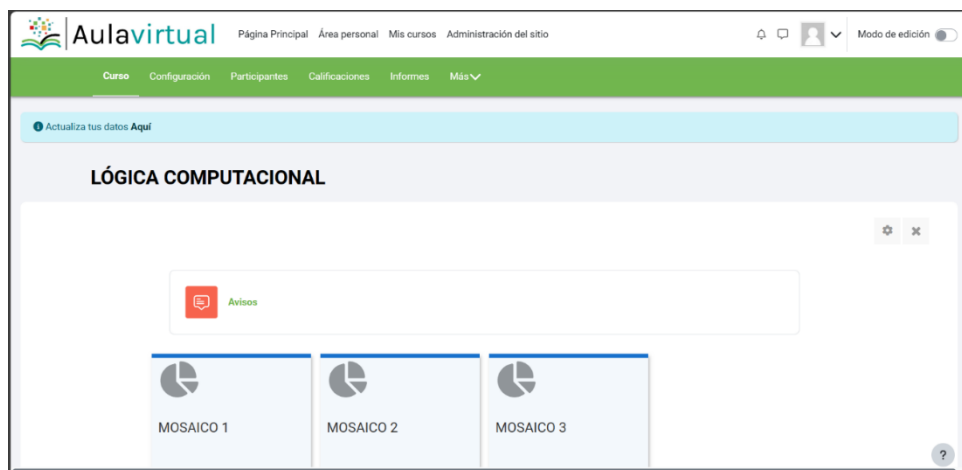 Aulavirtual Página Principal Área personal Mis cursos Administración del sitio Modo de edición
Curso Configuración Participantes Calificaciones Informes Más
Actualiza tus datos Aquí
LÓGICA COMPUTACIONAL
Avisos
MOSAICO 1 MOSAICO 2 MOSAICO 3
?